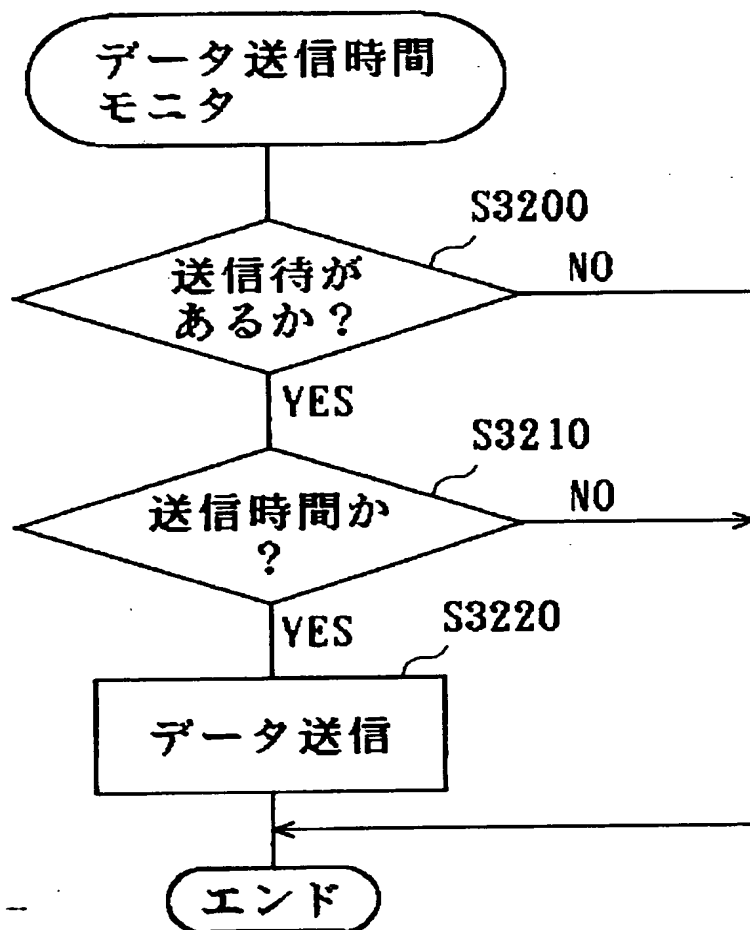 データ送信時間
モニタ
S3200
送信待が
あるか?
NO
YES
S3210
送信時間か
?
NO
YES
S3220
データ送信
エンド